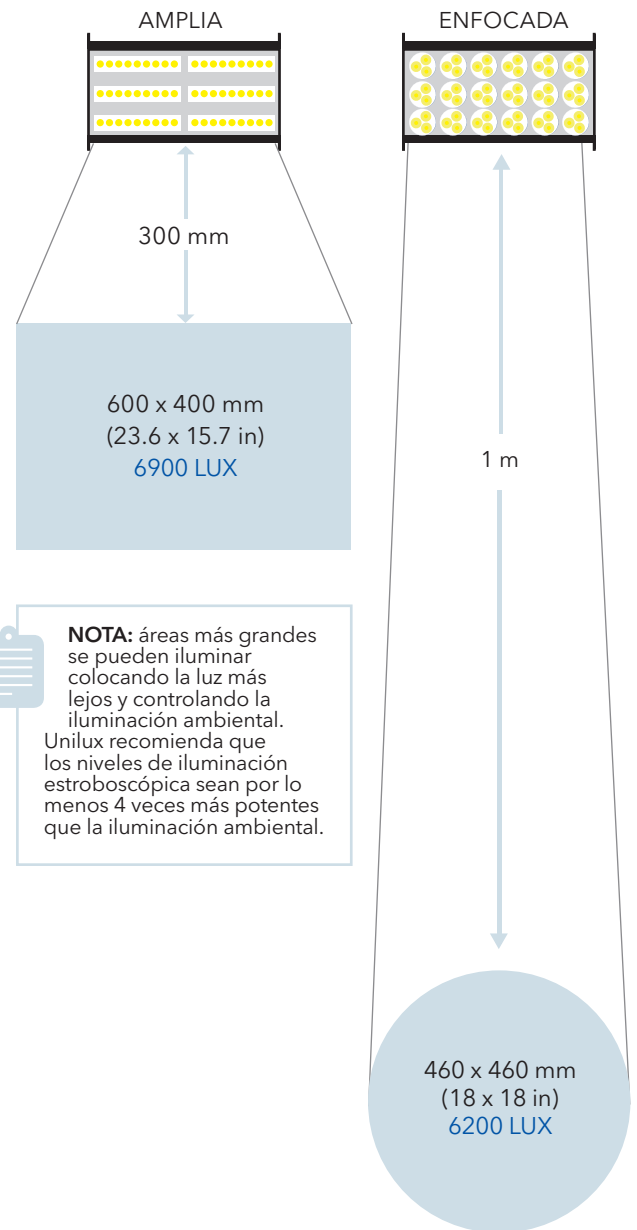 AMPLIA
300 mm
600 x 400 mm
(23.6 x 15.7 in)
6900 LUX
NOTA: áreas más grandes
se pueden iluminar
colocando la luz más
lejos y controlando la
iluminación ambiental.
Unilux recomienda que
los niveles de iluminación
estroboscópica sean por lo
menos 4 veces más potentes
que la iluminación ambiental.
ENFOCADA
1 m
460 x 460 mm
(18 x 18 in)
6200 LUX